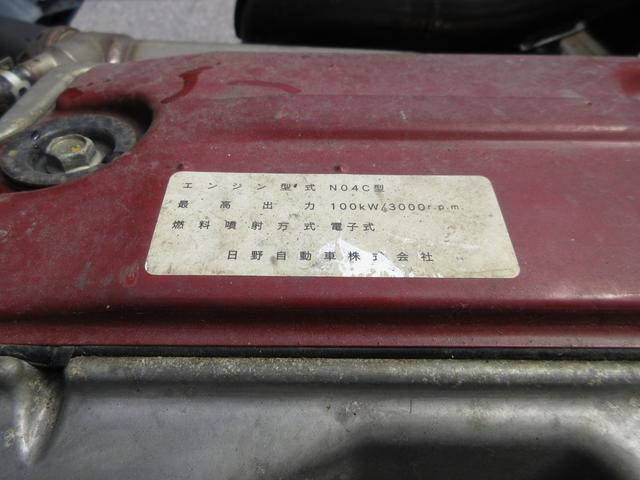 エンジン型式 N04C型
最高出力 100kW/3000r.p.m.
燃料噴射方式 電子式
日野自動車株式会社